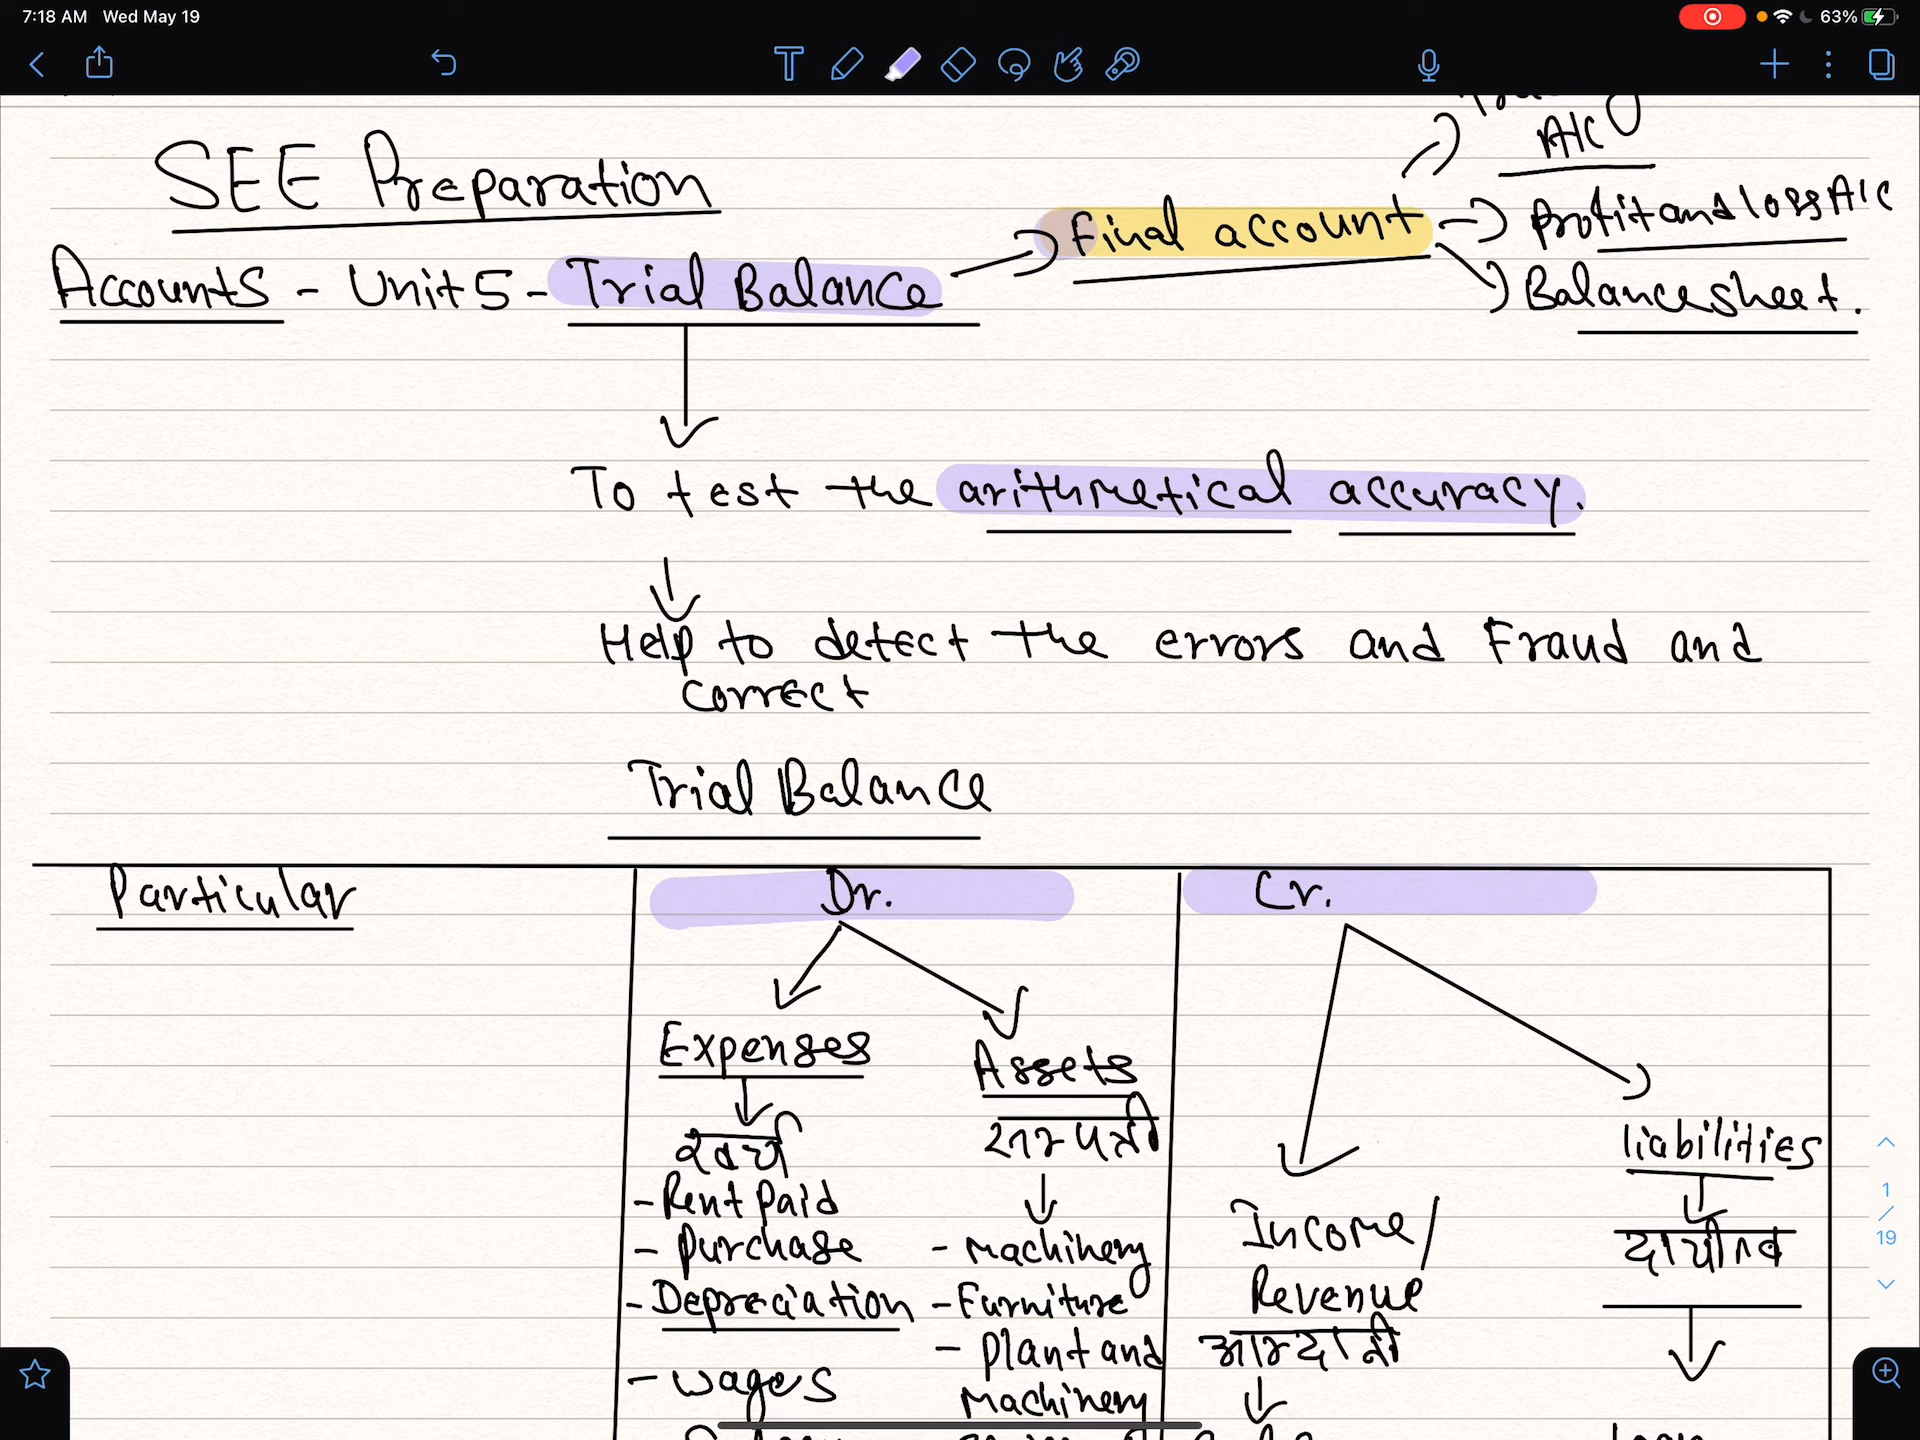 7:18 AM Wed May 19
63%
A/C
SEE Preparation
Final account
Profit and loss A/C
Accounts - Unit 5 - Trial Balance
Balance sheet.
To test the arithmetical accuracy.
Help to detect the errors and Fraud and
correct
Trial Balance
Particular
Dr.
Cr.
Expenses
Assets
खर्च
सम्पत्ती
liabilities
- Rent paid
Income/
- Purchase
- Machinery
दायीत्व
- Depreciation
- Furniture
Revenue
- Plant and
आम्दानी
- wages
Machinery
1
/
19